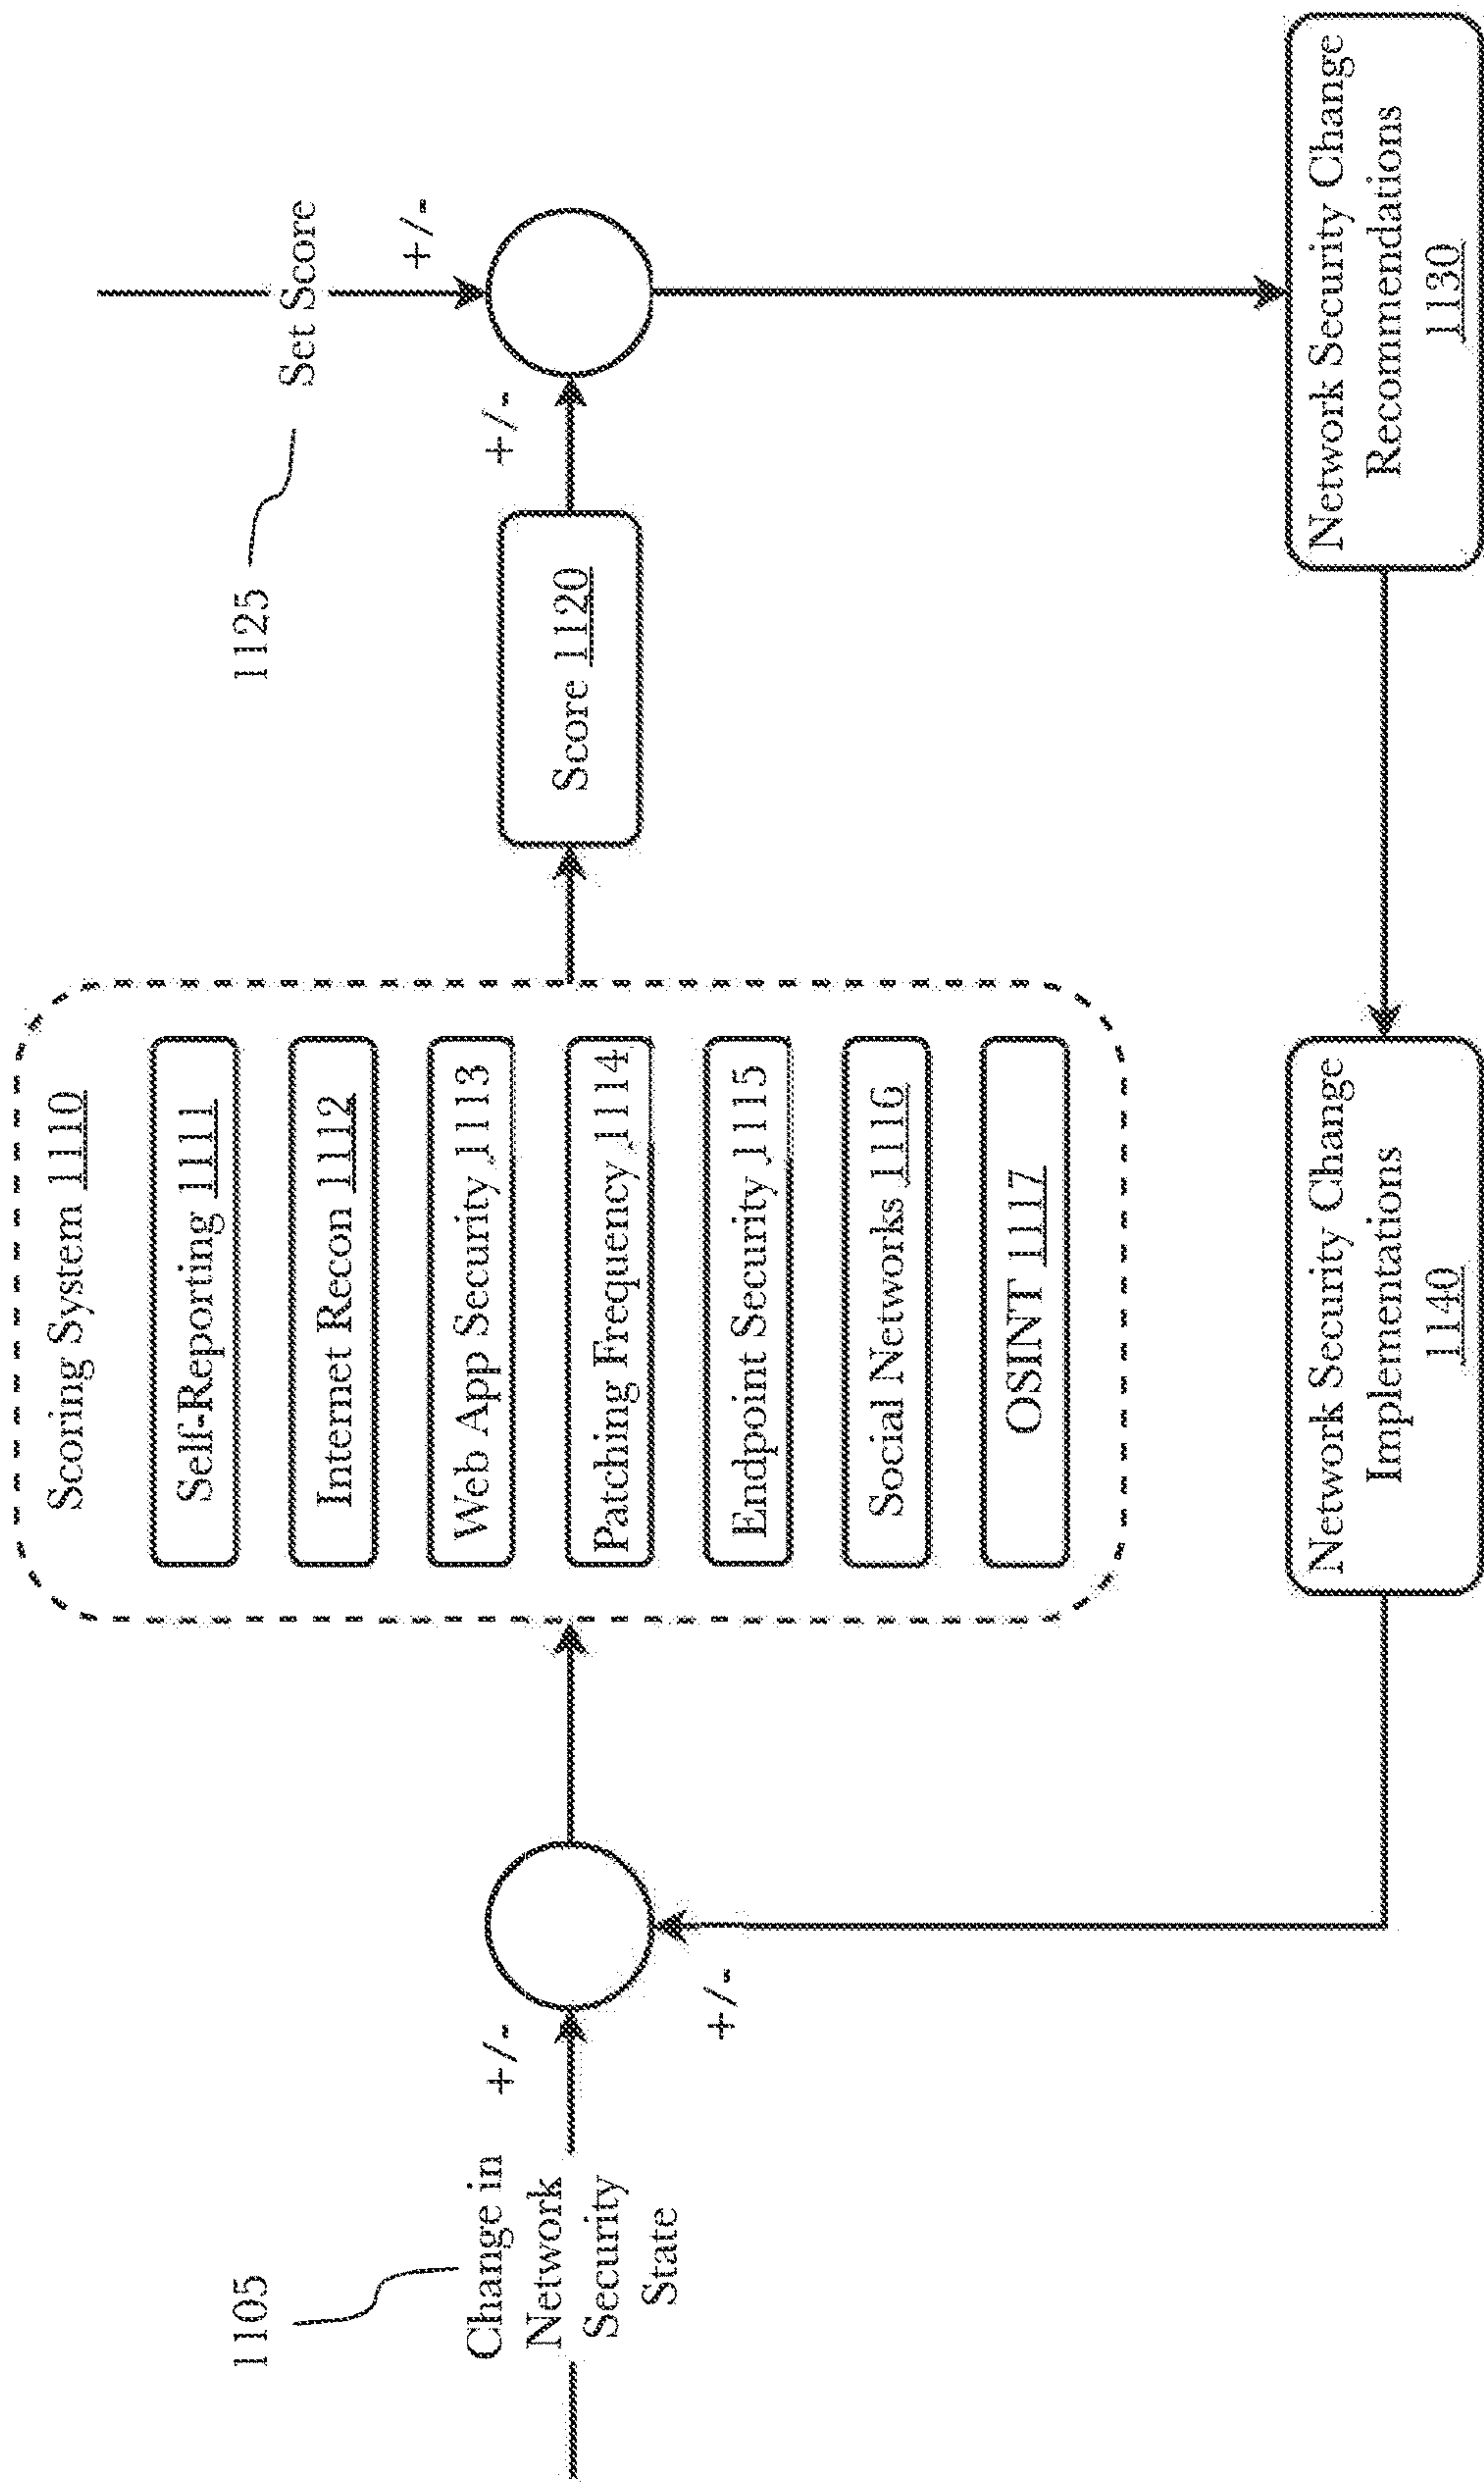 1105
Change in
Network
Security
State
+/-
+/-
Scoring System 1110
Self-Reporting 1111
Internet Recon 1112
Web App Security 1113
Patching Frequency 1114
Endpoint Security 1115
Social Networks 1116
OSINT 1117
Score 1120
+/-
1125
Set Score
+/-
Network Security Change
Recommendations
1130
Network Security Change
Implementations
1140